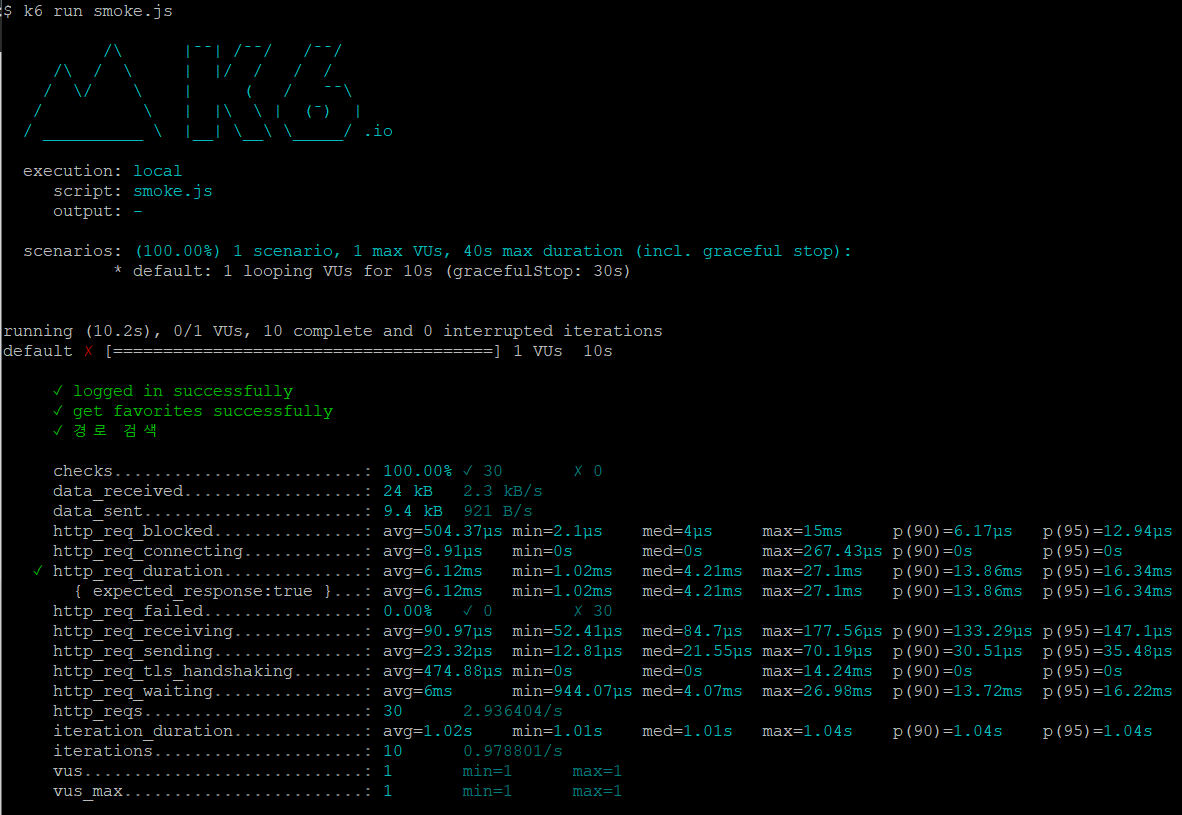 $ k6 run smoke.js
          /\      |‾‾| /‾‾/   /‾‾/
     /\  /  \     |  |/  /   /  /
    /  \/    \    |     (   /   ‾‾\
   /          \   |  |\  \ |  (‾)  |
  / __________ \  |__| \__\ \_____/ .io
execution: local
script: smoke.js
output: -
scenarios: (100.00%) 1 scenario, 1 max VUs, 40s max duration (incl. graceful stop):
* default: 1 looping VUs for 10s (gracefulStop: 30s)
running (10.2s), 0/1 VUs, 10 complete and 0 interrupted iterations
default ✗ [======================================] 1 VUs  10s
✓ logged in successfully
✓ get favorites successfully
✓ 경로 검색
checks.........................: 100.00% ✓ 30       ✗ 0
data_received..................: 24 kB   2.3 kB/s
data_sent......................: 9.4 kB  921 B/s
http_req_blocked...............: avg=504.37µs min=2.1µs    med=4µs     max=15ms     p(90)=6.17µs   p(95)=12.94µs
http_req_connecting............: avg=8.91µs   min=0s       med=0s      max=267.43µs p(90)=0s       p(95)=0s
✓ http_req_duration..............: avg=6.12ms   min=1.02ms   med=4.21ms  max=27.1ms   p(90)=13.86ms  p(95)=16.34ms
{ expected_response:true }...: avg=6.12ms   min=1.02ms   med=4.21ms  max=27.1ms   p(90)=13.86ms  p(95)=16.34ms
http_req_failed................: 0.00%   ✓ 0        ✗ 30
http_req_receiving.............: avg=90.97µs  min=52.41µs  med=84.7µs  max=177.56µs p(90)=133.29µs p(95)=147.1µs
http_req_sending...............: avg=23.32µs  min=12.81µs  med=21.55µs max=70.19µs  p(90)=30.51µs  p(95)=35.48µs
http_req_tls_handshaking.......: avg=474.88µs min=0s       med=0s      max=14.24ms  p(90)=0s       p(95)=0s
http_req_waiting...............: avg=6ms      min=944.07µs med=4.07ms  max=26.98ms  p(90)=13.72ms  p(95)=16.22ms
http_reqs......................: 30      2.936404/s
iteration_duration.............: avg=1.02s    min=1.01s    med=1.01s   max=1.04s    p(90)=1.04s    p(95)=1.04s
iterations.....................: 10      0.978801/s
vus............................: 1       min=1      max=1
vus_max........................: 1       min=1      max=1